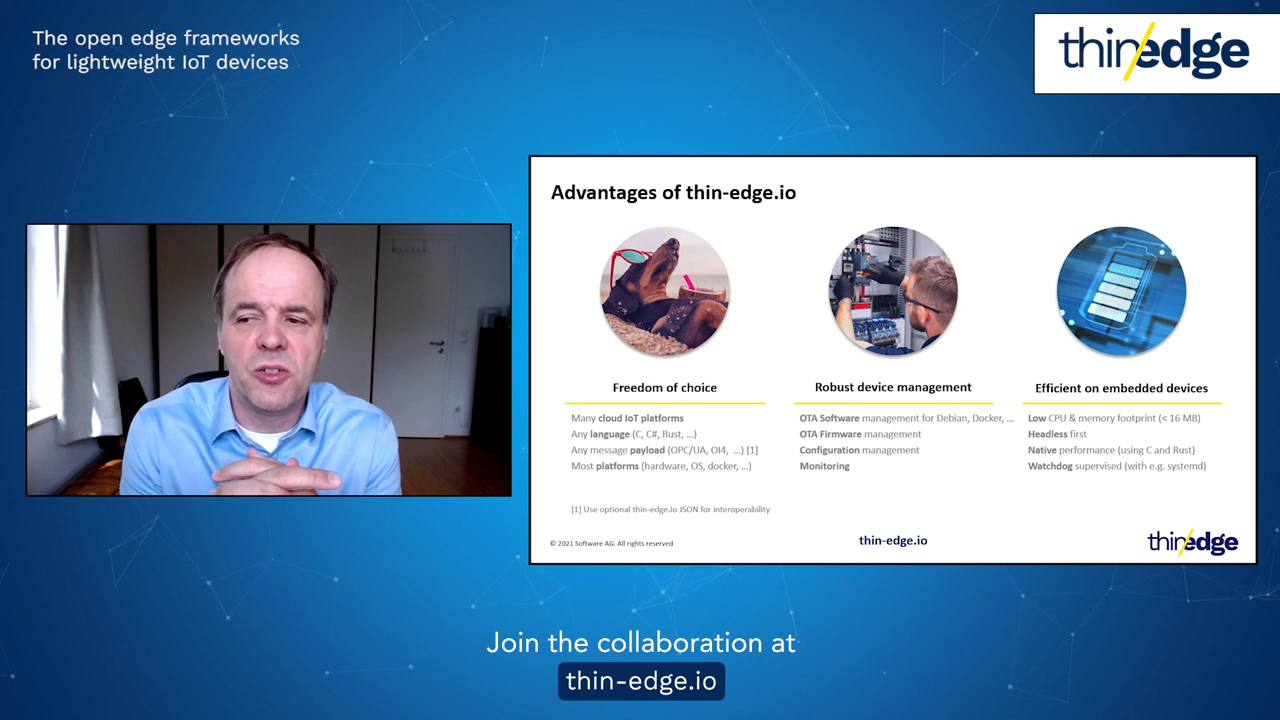 The open edge frameworks
for lightweight IoT devices
thin/edge
Advantages of thin-edge.io
Freedom of choice
Many cloud IoT platforms
Any language (C, C#, Rust, …)
Any message payload (OPC/UA, OI4, …) [1]
Most platforms (hardware, OS, docker, …)
Robust device management
OTA Software management for Debian, Docker, …
OTA Firmware management
Configuration management
Monitoring
Efficient on embedded devices
Low CPU & memory footprint (< 16 MB)
Headless first
Native performance (using C and Rust)
Watchdog supervised (with e.g. systemd)
[1] Use optional thin-edge.io JSON for interoperability
© 2021 Software AG. All rights reserved.
thin-edge.io
thin/edge
Join the collaboration at
thin-edge.io